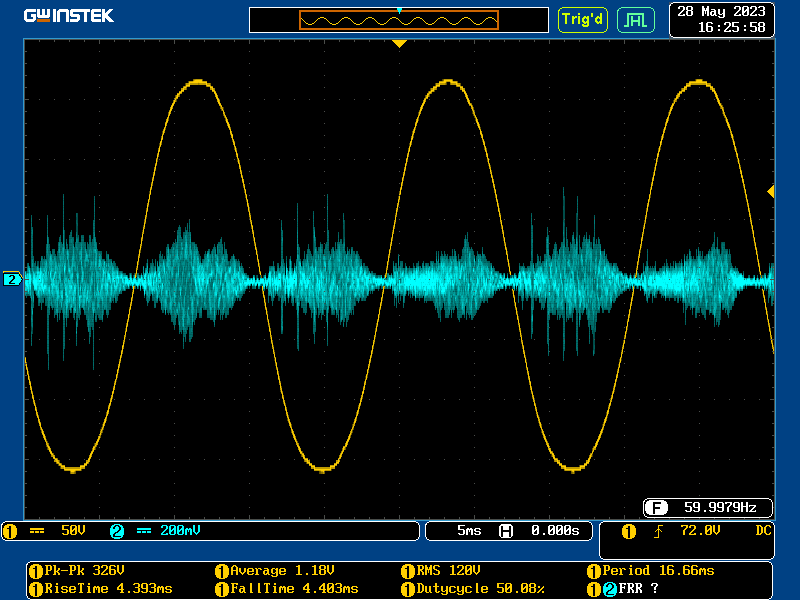 GWINSTEK
Trig'd
28 May 2023
16:25:58
2
F 59.9979Hz
1 50V 2 200mV
5ms H 0.000s
1 72.0V DC
1 Pk-Pk 326V 1 Average 1.18V 1 RMS 120V 1 Period 16.66ms
1 RiseTime 4.393ms 1 FallTime 4.403ms 1 Dutycycle 50.08% 1 2 FRR ?